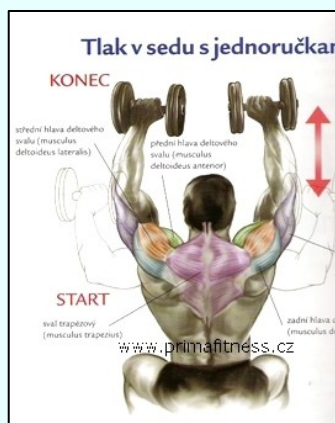 Tlak v sedu s jednoručkam
KONEC
střední hlava deltového
svalu (musculus
deltoideus lateralis)
přední hlava deltového
svalu (musculus
deltoideus anterior)
START
sval trapézový
(musculus trapezius)
zadní hlava d
(musculus d
www.primafitness.cz